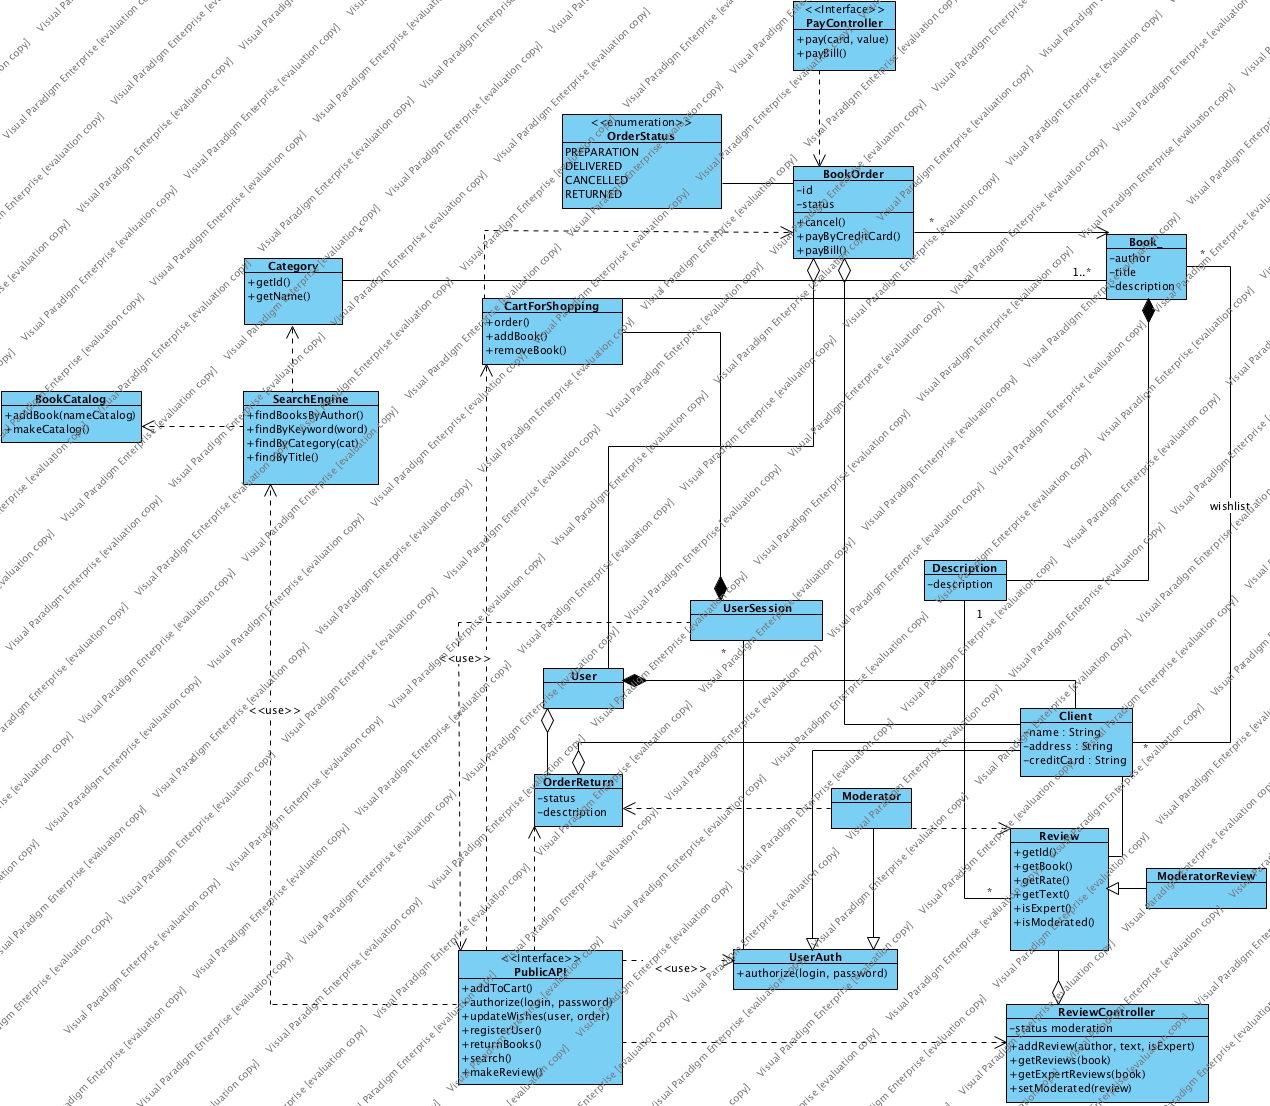 <<Interface>>
PayController
+pay(card, value)
+payBill()
<<enumeration>>
OrderStatus
PREPARATION
DELIVERED
CANCELLED
RETURNED
BookOrder
-id
-status
+cancel()
+payByCreditCard()
+payBill()
*
*
Book_
-author
-title
-description
*
1..*
Category
+getId()
+getName()
CartForShopping
+order()
+addBook()
+removeBook()
BookCatalog
+addBook(nameCatalog)
+makeCatalog()
SearchEngine
+findBooksByAuthor()
+findByKeyword(word)
+findByCategory(cat)
+findByTitle()
wishlist
Description
-description
1
UserSession
*
<<use>>
User
<<use>>
Client
-name : String
-address : String
-creditCard : String
*
OrderReturn
-status
-desctription
Moderator
Review
+getId()
+getBook()
+getRate()
+getText()
+isExpert()
+isModerated()
*
ModeratorReview
<<Interface>>
PublicAPI
+addToCart()
+authorize(login, password)
+updateWishes(user, order)
+registerUser()
+returnBooks()
+search()
+makeReview()
<<use>>
UserAuth
+authorize(login, password)
ReviewController
-status moderation
+addReview(author, text, isExpert)
+getReviews(book)
+getExpertReviews(book)
+setModerated(review)
Visual Paradigm Enterprise [evaluation copy]